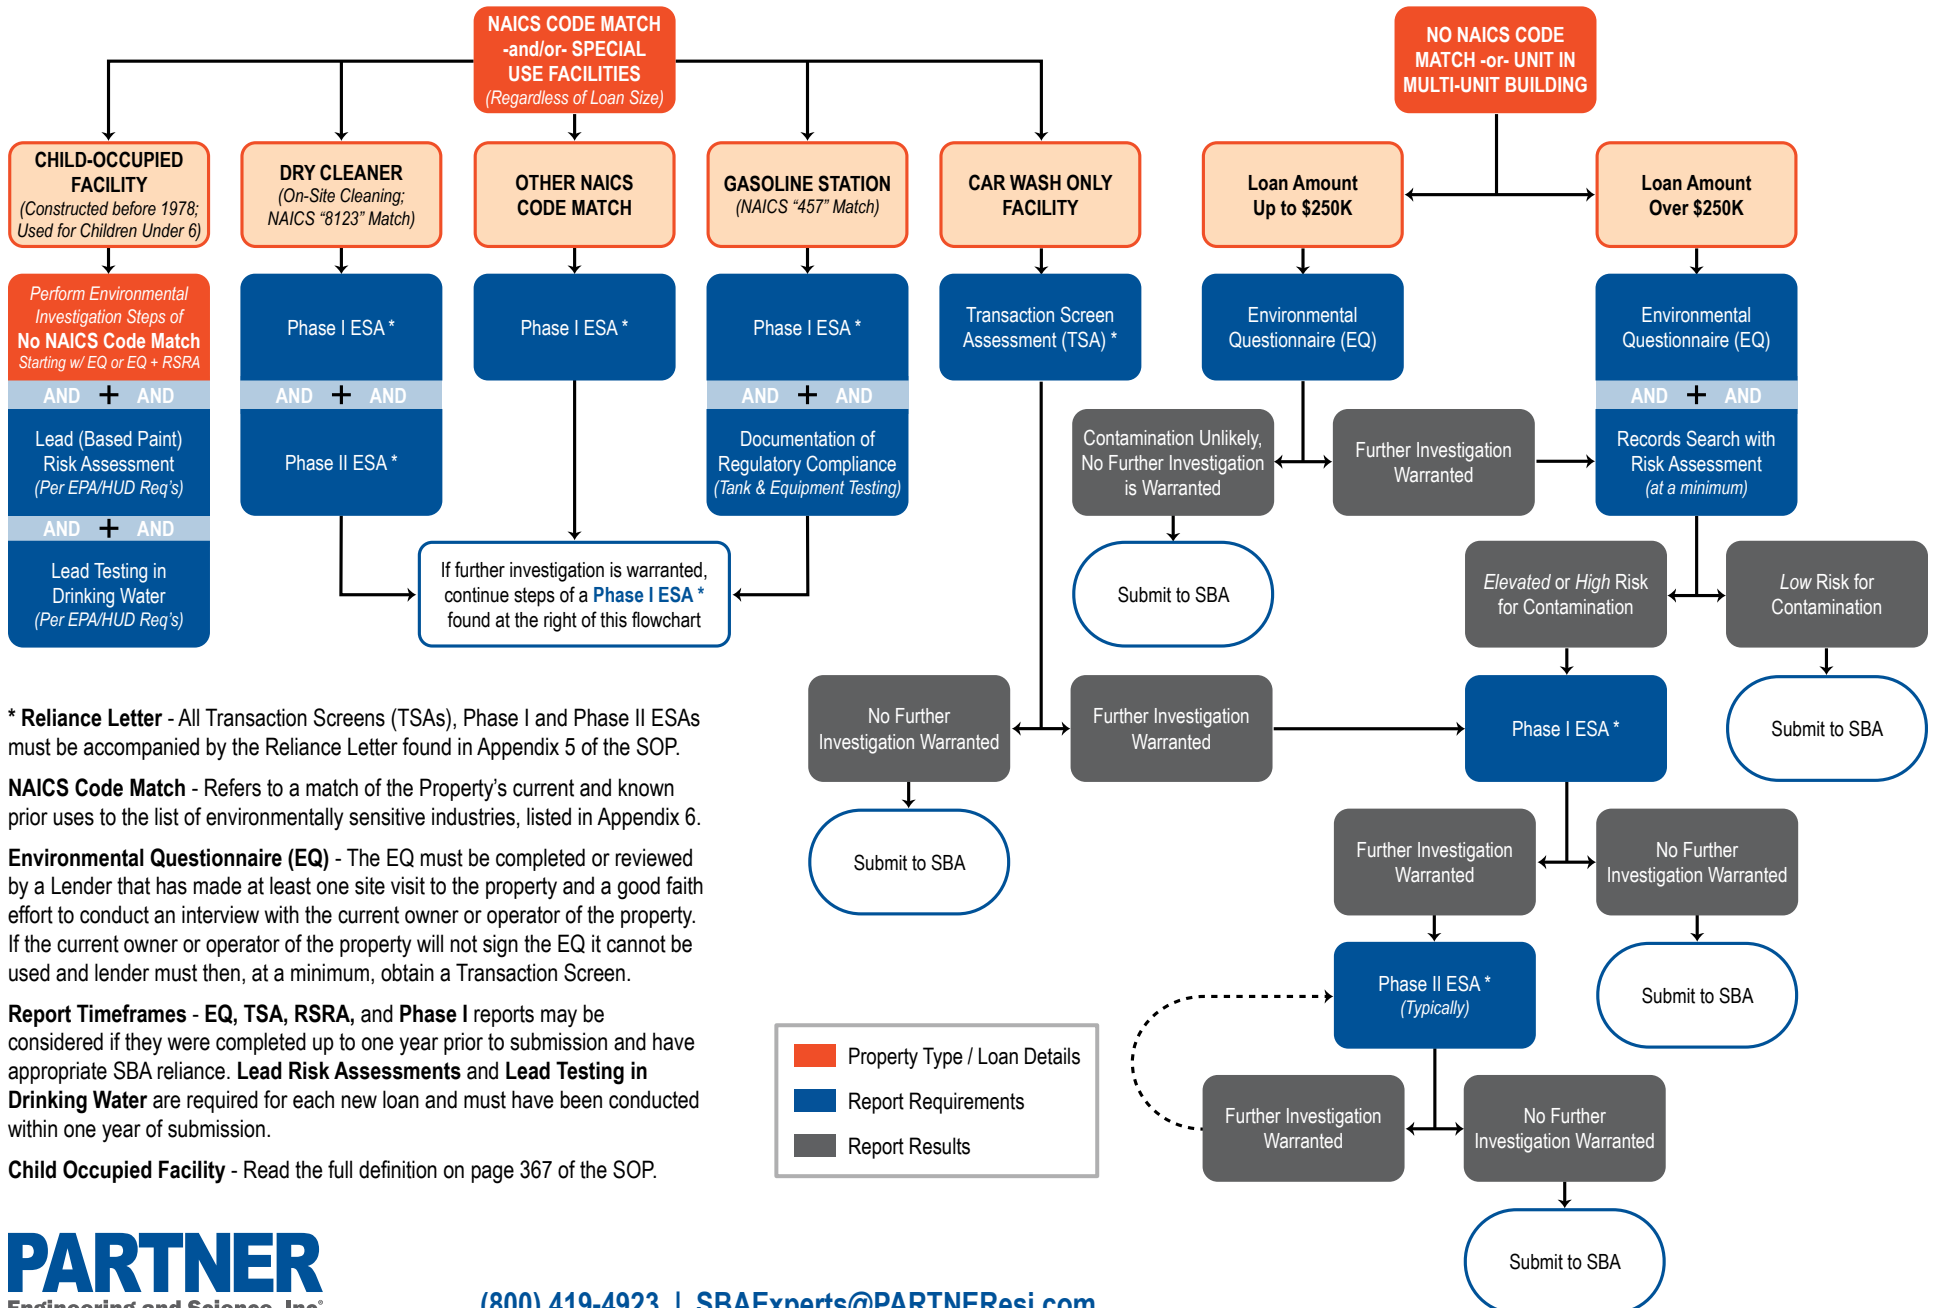 NAICS CODE MATCH
-and/or- SPECIAL
USE FACILITIES
(Regardless of Loan Size)
NO NAICS CODE
MATCH -or- UNIT IN
MULTI-UNIT BUILDING
CHILD-OCCUPIED
FACILITY
(Constructed before 1978;
Used for Children Under 6)
DRY CLEANER
(On-Site Cleaning;
NAICS “8123” Match)
OTHER NAICS
CODE MATCH
GASOLINE STATION
(NAICS “457” Match)
CAR WASH ONLY
FACILITY
Loan Amount
Up to $250K
Loan Amount
Over $250K
Perform Environmental
Investigation Steps of
No NAICS Code Match
Starting w/ EQ or EQ + RSRA
AND + AND
Lead (Based Paint)
Risk Assessment
(Per EPA/HUD Req’s)
AND + AND
Lead Testing in
Drinking Water
(Per EPA/HUD Req’s)
Phase I ESA *
AND + AND
Phase II ESA *
Phase I ESA *
Phase I ESA *
AND + AND
Documentation of
Regulatory Compliance
(Tank & Equipment Testing)
If further investigation is warranted,
continue steps of a Phase I ESA *
found at the right of this flowchart
Transaction Screen
Assessment (TSA) *
Environmental
Questionnaire (EQ)
Environmental
Questionnaire (EQ)
AND + AND
Records Search with
Risk Assessment
(at a minimum)
Contamination Unlikely,
No Further Investigation
is Warranted
Further Investigation
Warranted
Submit to SBA
Elevated or High Risk
for Contamination
Low Risk for
Contamination
No Further
Investigation Warranted
Further Investigation
Warranted
Phase I ESA *
Submit to SBA
Submit to SBA
Further Investigation
Warranted
No Further
Investigation Warranted
Phase II ESA *
(Typically)
Submit to SBA
Further Investigation
Warranted
No Further
Investigation Warranted
Submit to SBA
* Reliance Letter - All Transaction Screens (TSAs), Phase I and Phase II ESAs
must be accompanied by the Reliance Letter found in Appendix 5 of the SOP.
NAICS Code Match - Refers to a match of the Property’s current and known
prior uses to the list of environmentally sensitive industries, listed in Appendix 6.
Environmental Questionnaire (EQ) - The EQ must be completed or reviewed
by a Lender that has made at least one site visit to the property and a good faith
effort to conduct an interview with the current owner or operator of the property.
If the current owner or operator of the property will not sign the EQ it cannot be
used and lender must then, at a minimum, obtain a Transaction Screen.
Report Timeframes - EQ, TSA, RSRA, and Phase I reports may be
considered if they were completed up to one year prior to submission and have
appropriate SBA reliance. Lead Risk Assessments and Lead Testing in
Drinking Water are required for each new loan and must have been conducted
within one year of submission.
Child Occupied Facility - Read the full definition on page 367 of the SOP.
Property Type / Loan Details
Report Requirements
Report Results
PARTNER
Engineering and Science, Inc®
(800) 419-4923 | SBAExperts@PARTNEResi.com